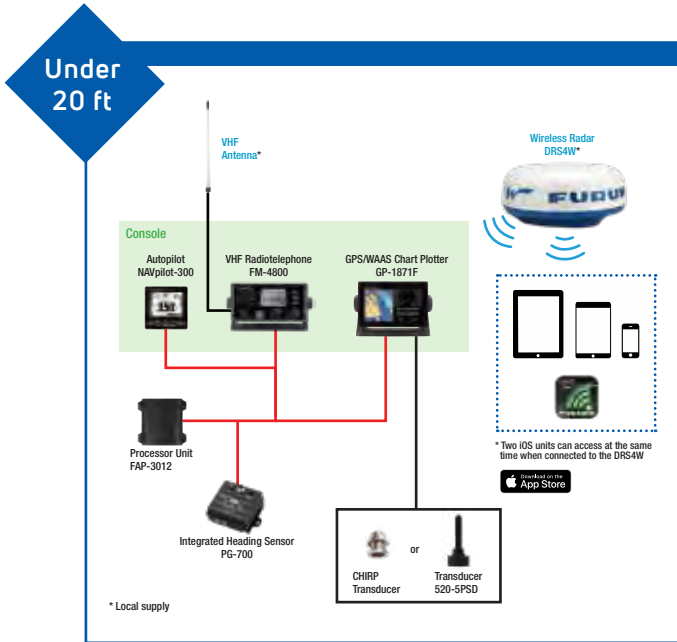 Under
20 ft
VHF
Antenna*
Wireless Radar
DRS4W*
FURUN
Console
Autopilot
NAVpilot-300
VHF Radiotelephone
FM-4800
GPS/WAAS Chart Plotter
GP-1871F
Processor Unit
FAP-3012
Integrated Heading Sensor
PG-700
* Two iOS units can access at the same
time when connected to the DRS4W
Download on the
App Store
CHIRP
Transducer
or
Transducer
520-5PSD
* Local supply